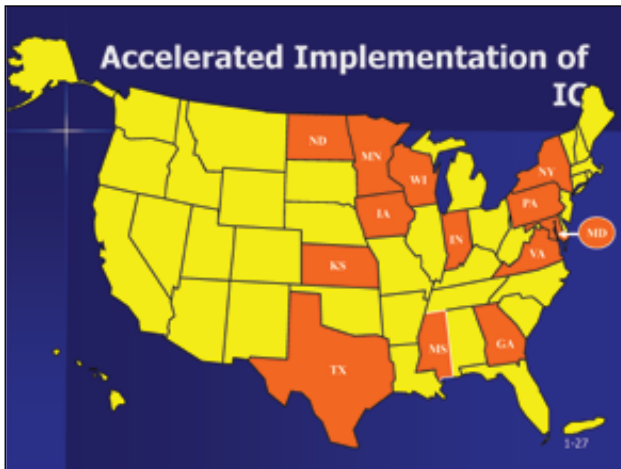 Accelerated Implementation of
IC
ND
MN
WI
NY
IA
PA
IN
MD
KS
VA
MS
GA
TX
1-27